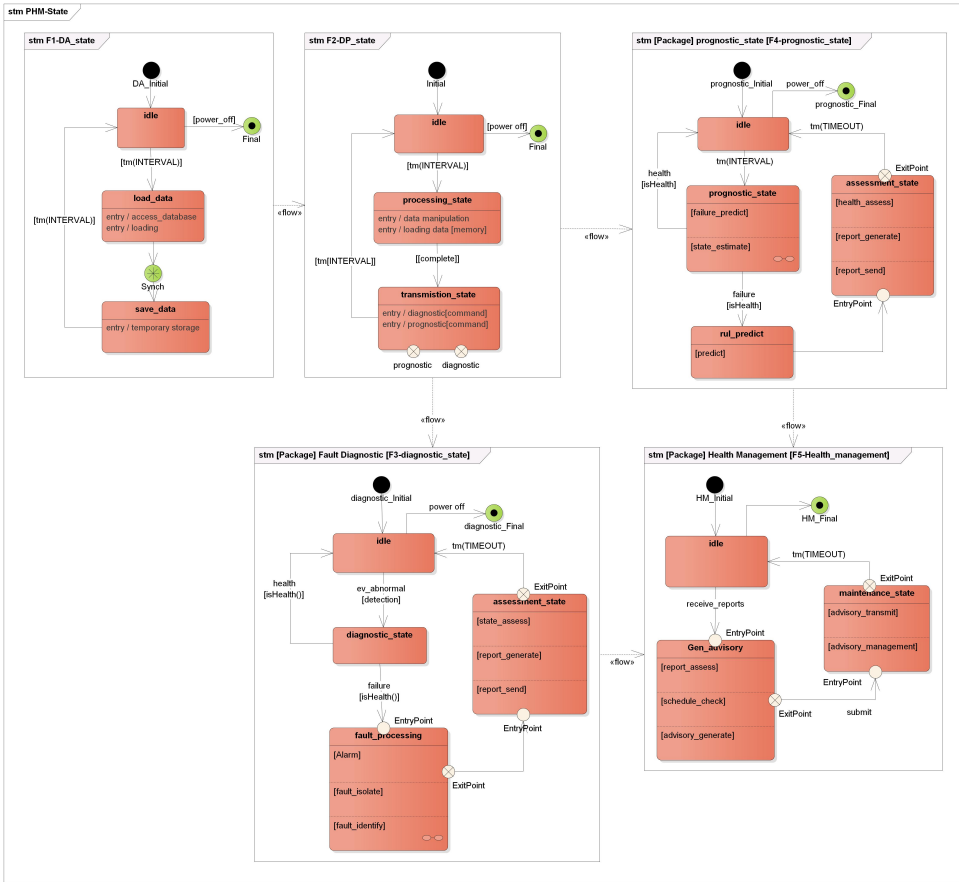 stm PHM-State
stm F1-DA_state
DA_Initial
idle
[power_off]
Final
[tm(INTERVAL)]
load_data
entry / access_database
entry / loading
[tm(INTERVAL)]
Synch
save_data
entry / temporary storage
«flow»
stm F2-DP_state
Initial
idle
[power off]
Final
[tm(INTERVAL)]
processing_state
entry / data manipulation
entry / loading data [memory]
[tm[INTERVAL]]
[[complete]]
transmistion_state
entry / diagnostic[command]
entry / prognostic[command]
prognostic
diagnostic
«flow»
stm [Package] prognostic_state [F4-prognostic_state]
prognostic_Initial
power_off
prognostic_Final
idle
tm(TIMEOUT)
tm(INTERVAL)
ExitPoint
health
[isHealth]
prognostic_state
[failure_predict]
[state_estimate]
assessment_state
[health_assess]
[report_generate]
[report_send]
EntryPoint
failure
[isHealth]
rul_predict
[predict]
«flow»
«flow»
stm [Package] Fault Diagnostic [F3-diagnostic_state]
diagnostic_Initial
power off
diagnostic_Final
idle
tm(TIMEOUT)
health
[isHealth()]
ev_abnormal
[detection]
ExitPoint
assessment_state
[state_assess]
[report_generate]
[report_send]
EntryPoint
diagnostic_state
failure
[isHealth()]
EntryPoint
fault_processing
[Alarm]
[fault_isolate]
[fault_identify]
ExitPoint
«flow»
stm [Package] Health Management [F5-Health_management]
HM_Initial
HM_Final
idle
tm(TIMEOUT)
ExitPoint
receive_reports
maintenance_state
[advisory_transmit]
[advisory_management]
EntryPoint
EntryPoint
Gen_advisory
[report_assess]
[schedule_check]
[advisory_generate]
ExitPoint
submit